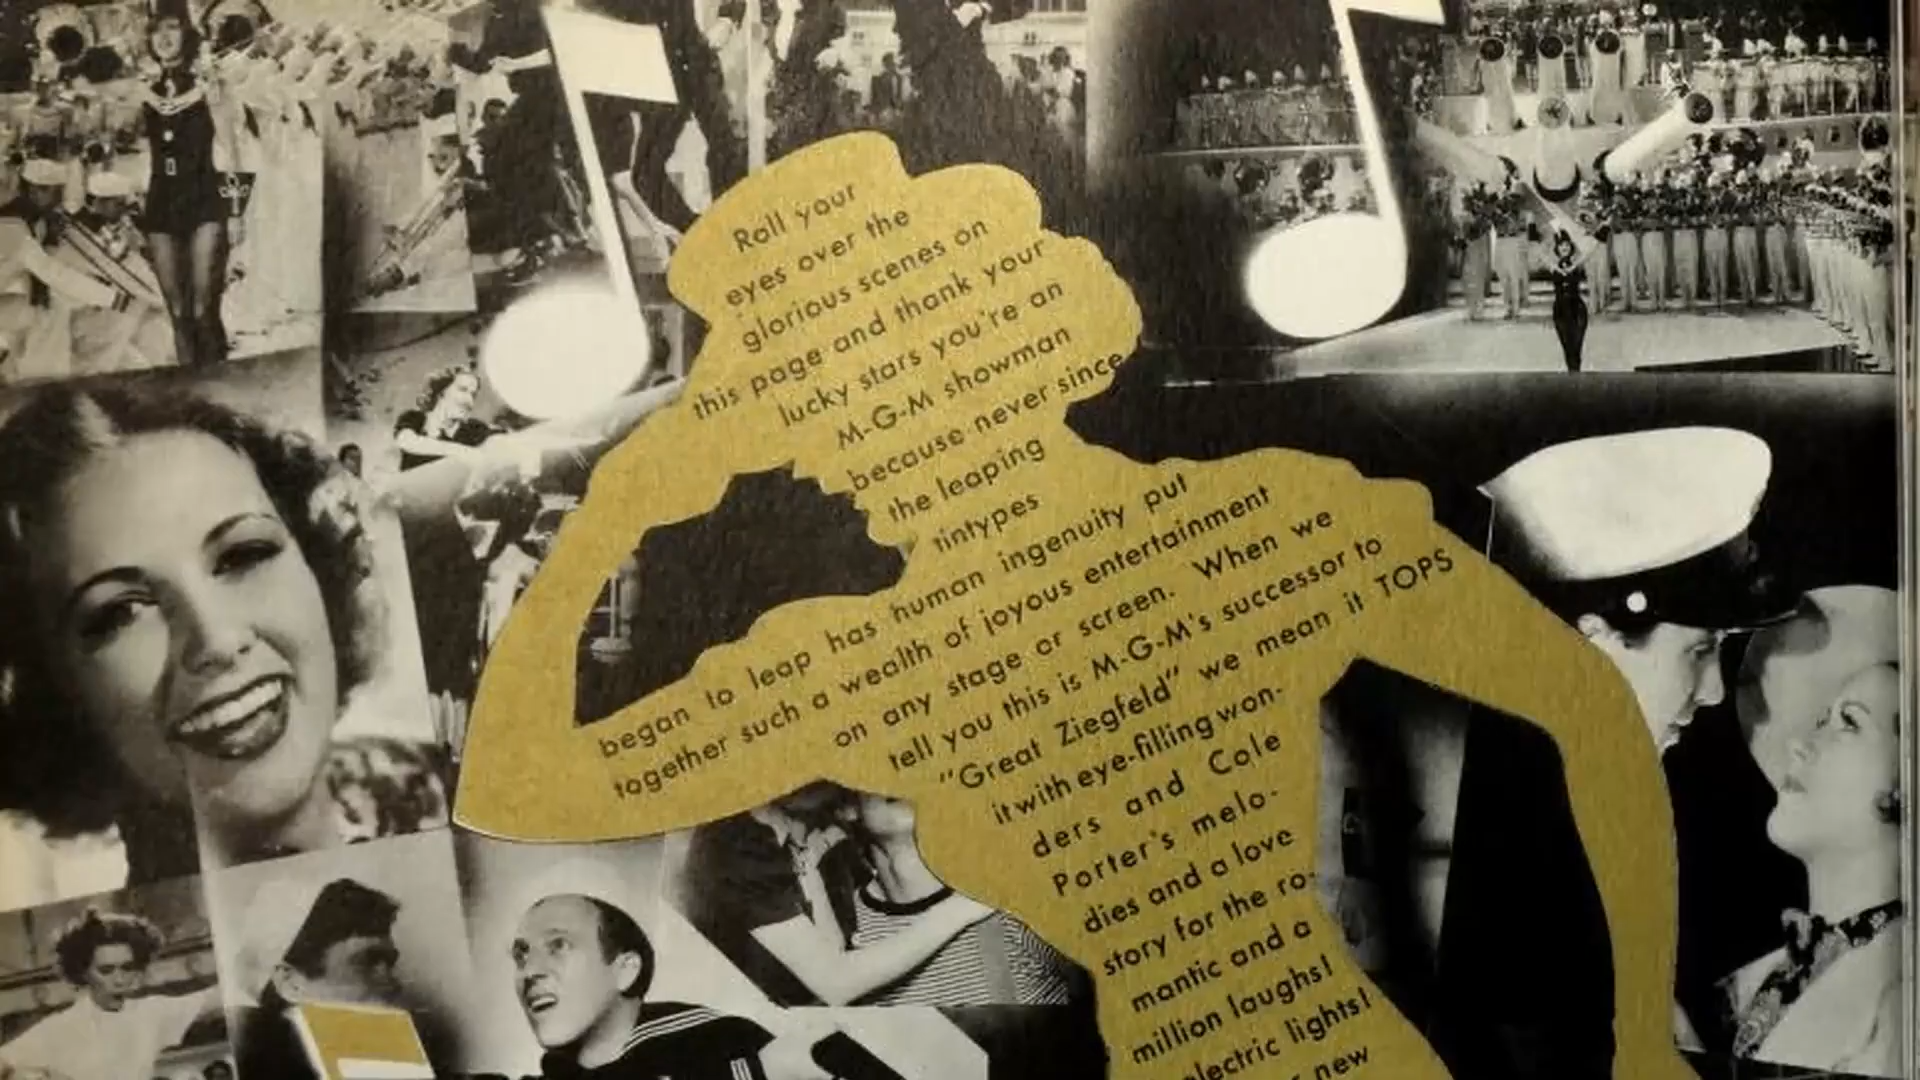 Roll your
eyes over the
glorious scenes on
this page and thank your
lucky stars you're an
M-G-M showman
because never since
the leaping
tintypes
began to leap has human ingenuity put
together such a wealth of joyous entertainment
on any stage or screen. When we
tell you this is M-G-M's successor to
"Great Ziegfeld" we mean it TOPS
it with eye-filling won-
ders and Cole
Porter's melo-
dies and a love
story for the ro-
mantic and a
million laughs!
electric lights!
new